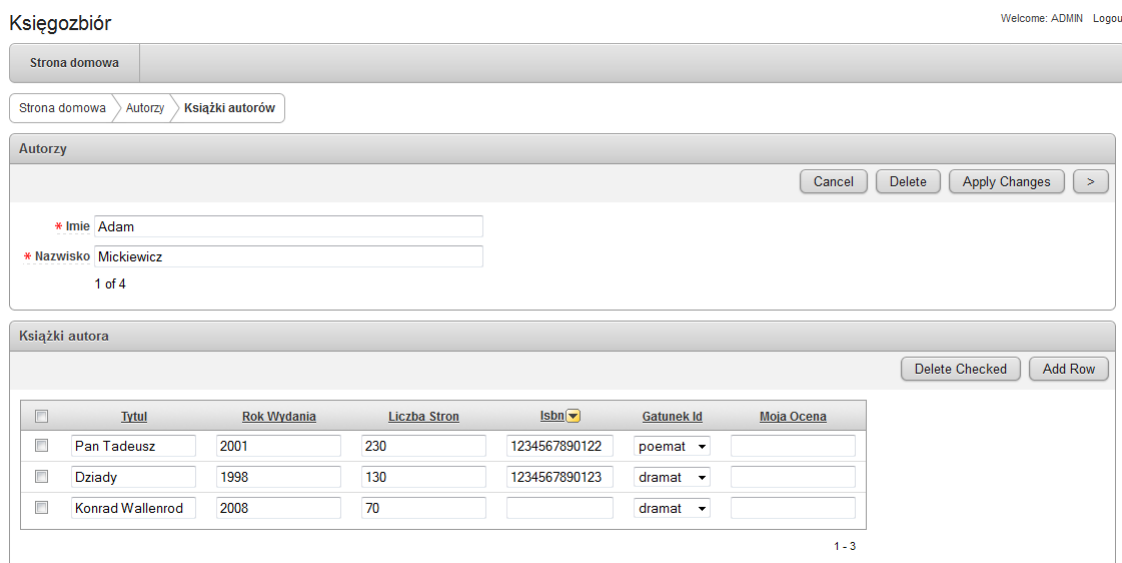 Księgozbiór
Welcome: ADMIN Logou
Strona domowa
Strona domowa Autorzy Książki autorów
Autorzy
Cancel Delete Apply Changes >
* Imie Adam
* Nazwisko Mickiewicz
1 of 4
Książki autora
Delete Checked Add Row
Tytul Rok Wydania Liczba Stron Isbn Gatunek Id Moja Ocena
Pan Tadeusz 2001 230 1234567890122 poemat
Dziady 1998 130 1234567890123 dramat
Konrad Wallenrod 2008 70 dramat
1 - 3